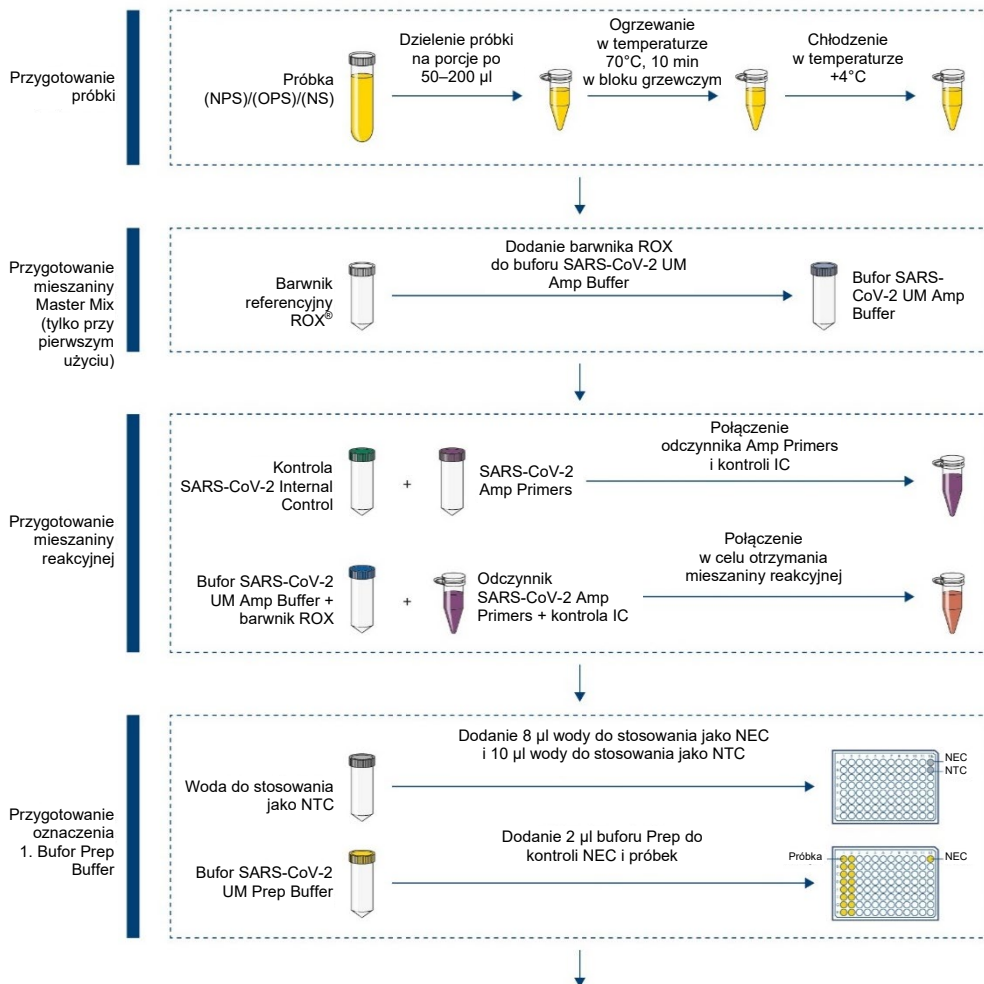 Przygotowanie
próbki
Próbka
(NPS)/(OPS)/(NS)
Dzielenie próbki
na porcje po
50–200 µl
Ogrzewanie
w temperaturze
70°C, 10 min
w bloku grzewczym
Chłodzenie
w temperaturze
+4°C
Przygotowanie
mieszaniny
Master Mix
(tylko przy
pierwszym
użyciu)
Barwnik
referencyjny
ROX®
Dodanie barwnika ROX
do buforu SARS-CoV-2 UM
Amp Buffer
Bufor SARS-
CoV-2 UM Amp
Buffer
Przygotowanie
mieszaniny
reakcyjnej
Kontrola
SARS-CoV-2 Internal
Control
+
SARS-CoV-2
Amp Primers
Połączenie
odczynnika Amp Primers
i kontroli IC
Bufor SARS-CoV-2
UM Amp Buffer +
barwnik ROX
+
Odczynnik
SARS-CoV-2 Amp
Primers + kontrola IC
Połączenie
w celu otrzymania
mieszaniny reakcyjnej
Przygotowanie
oznaczenia
1. Bufor Prep
Buffer
Woda do stosowania
jako NTC
Dodanie 8 µl wody do stosowania jako NEC
i 10 µl wody do stosowania jako NTC
NEC
NTC
Bufor SARS-CoV-2
UM Prep Buffer
Dodanie 2 µl buforu Prep do
kontroli NEC i próbek
Próbka
NEC